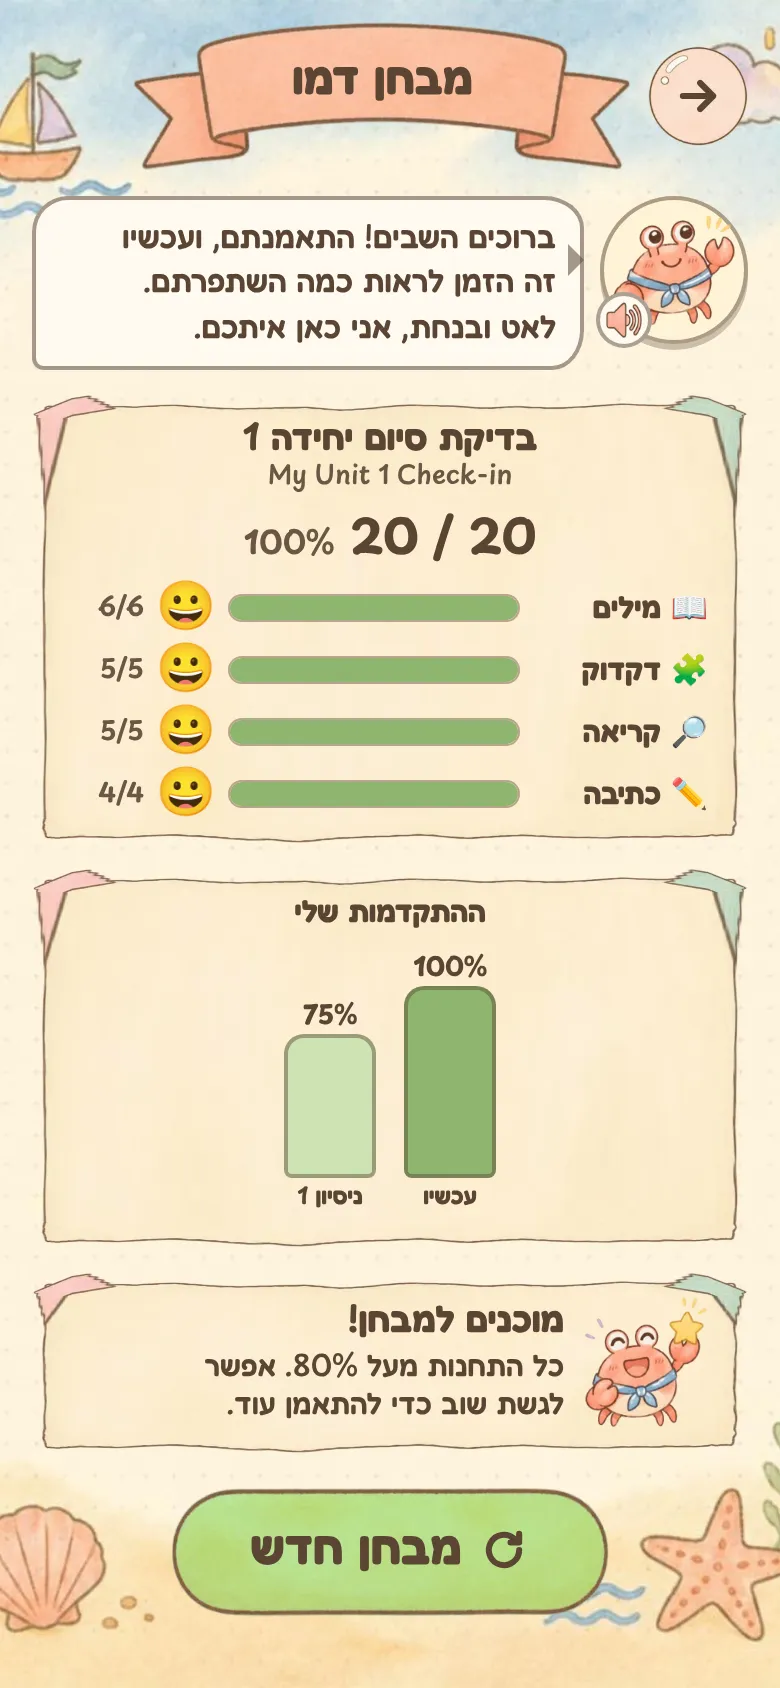 מבחן דמו
ברוכים השבים! התאמנתם, ועכשיו
זה הזמן לראות כמה השתפרתם.
לאט ובנחת, אני כאן איתכם.
בדיקת סיום יחידה 1
My Unit 1 Check-in
20 / 20 100%
מילים 6/6
דקדוק 5/5
קריאה 5/5
כתיבה 4/4
ההתקדמות שלי
100%
75%
עכשיו
ניסיון 1
מוכנים למבחן!
כל התחנות מעל 80%. אפשר
לגשת שוב כדי להתאמן עוד.
מבחן חדש